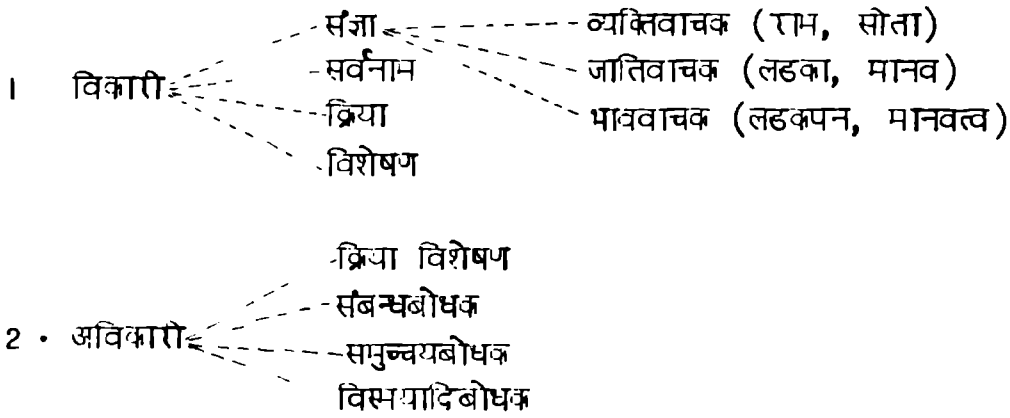 संज्ञा व्यक्तिवाचक (राम, सोता)
सर्वनाम जातिवाचक (लडका, मानव)
1 विकारी
क्रिया भाववाचक (लडकपन, मानवत्व)
विशेषण
क्रिया विशेषण
संबन्धबोधक
2 · अविकारी
समुच्चयबोधक
विस्मयादिबोधक